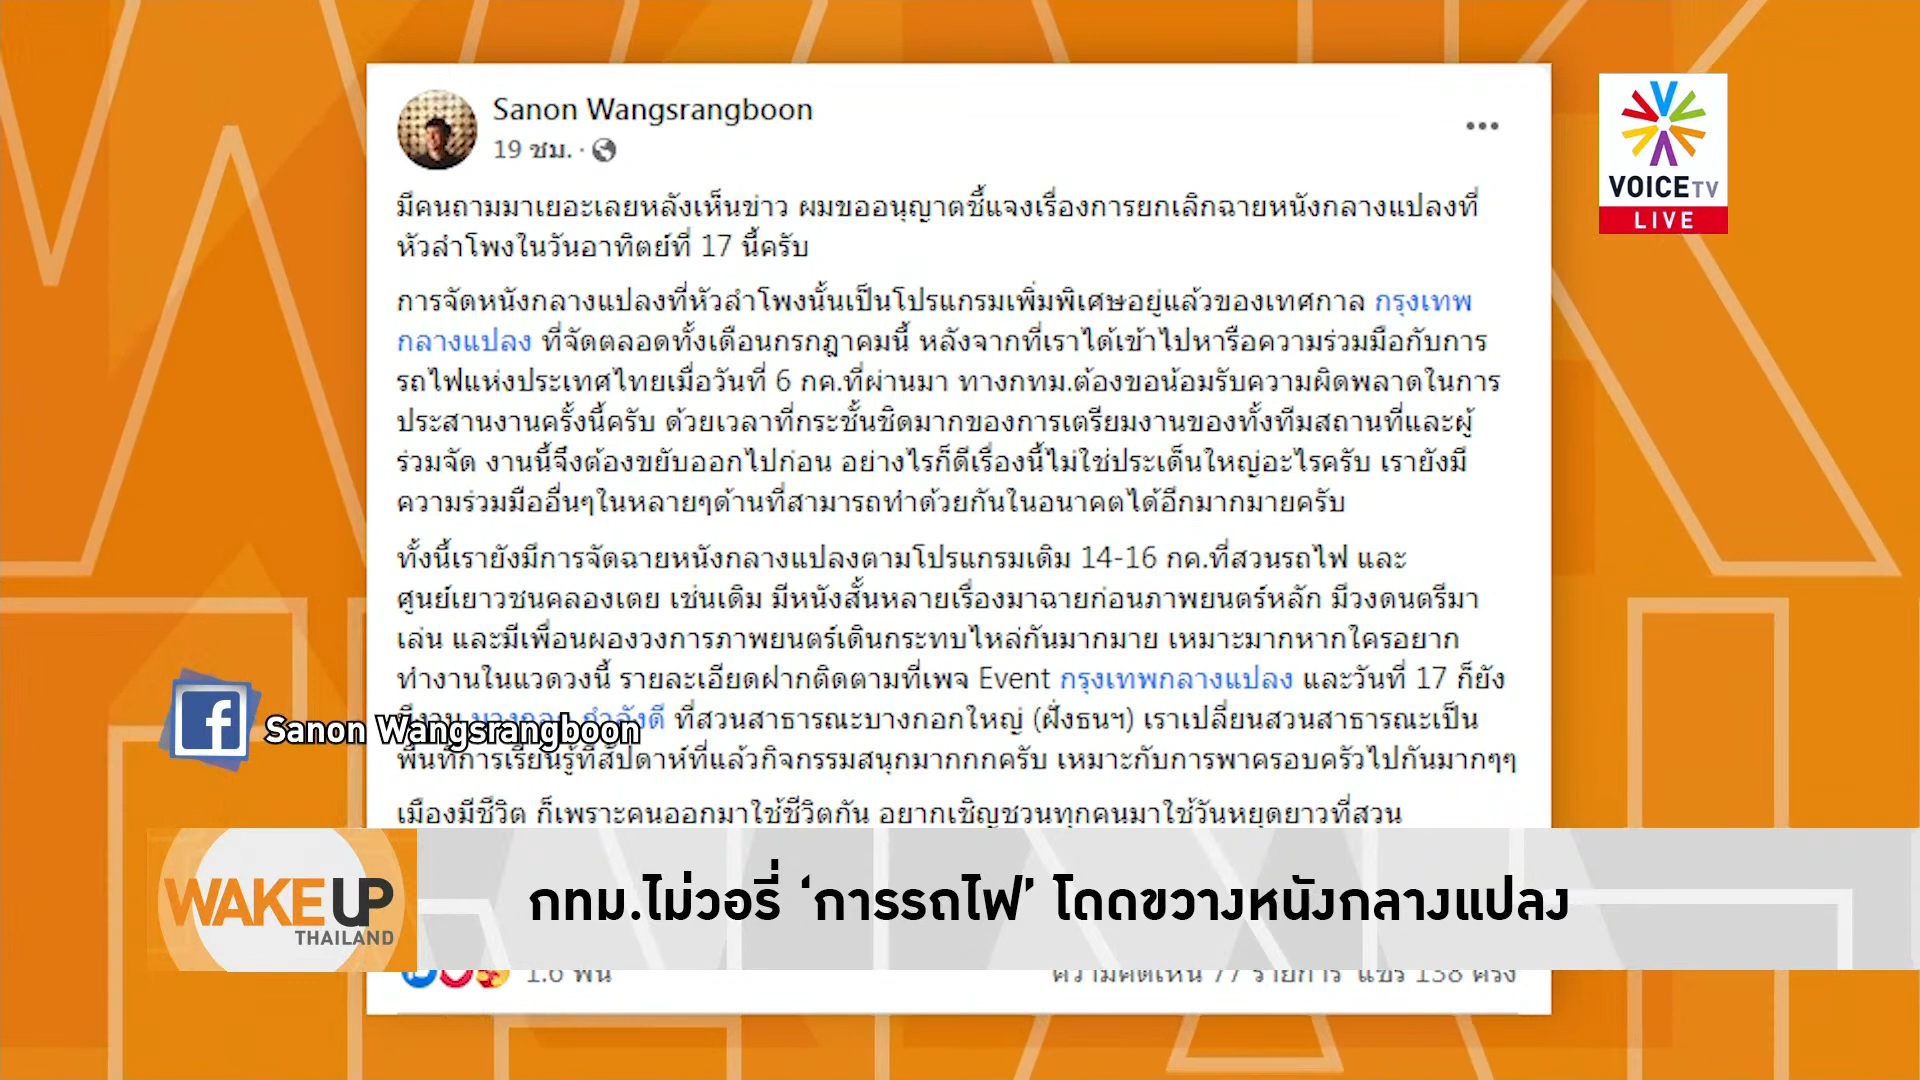 Sanon Wangsrangboon
19 ชม. ·
มีคนถามมาเยอะเลยหลังเห็นข่าว ผมขออนุญาตชี้แจงเรื่องการยกเลิกฉายหนังกลางแปลงที่
หัวลำโพงในวันอาทิตย์ที่ 17 นี้ครับ
การจัดหนังกลางแปลงที่หัวลำโพงนั้นเป็นโปรแกรมเพิ่มพิเศษอยู่แล้วของเทศกาล กรุงเทพ
กลางแปลง ที่จัดตลอดทั้งเดือนกรกฎาคมนี้ หลังจากที่เราได้เข้าไปหารือความร่วมมือกับการ
รถไฟแห่งประเทศไทยเมื่อวันที่ 6 กค.ที่ผ่านมา ทางกทม.ต้องขอน้อมรับความผิดพลาดในการ
ประสานงานครั้งนี้ครับ ด้วยเวลาที่กระชั้นชิดมากของการเตรียมงานของทั้งทีมสถานที่และผู้
ร่วมจัด งานนี้จึงต้องขยับออกไปก่อน อย่างไรก็ดีเรื่องนี้ไม่ใช่ประเด็นใหญ่อะไรครับ เรายังมี
ความร่วมมืออื่นๆในหลายๆด้านที่สามารถทำด้วยกันในอนาคตได้อีกมากมายครับ
ทั้งนี้เรายังมีการจัดฉายหนังกลางแปลงตามโปรแกรมเดิม 14-16 กค.ที่สวนรถไฟ และ
ศูนย์เยาวชนคลองเตย เช่นเดิม มีหนังสั้นหลายเรื่องมาฉายก่อนภาพยนตร์หลัก มีวงดนตรีมา
เล่น และมีเพื่อนผองวงการภาพยนตร์เดินกระทบไหล่กันมากมาย เหมาะมากหากใครอยาก
ทำงานในแวดวงนี้ รายละเอียดฝากติดตามที่เพจ Event กรุงเทพกลางแปลง และวันที่ 17 ก็ยัง
ที่สวนสาธารณะบางกอกใหญ่ (ฝั่งธนฯ) เราเปลี่ยนสวนสาธารณะเป็น
พื้นที่การเรียนรู้ที่สัปดาห์ที่แล้วกิจกรรมสนุกมากกกครับ เหมาะกับการพาครอบครัวไปกันมากๆๆ
เมืองมีชีวิต ก็เพราะคนออกมาใช้ชีวิตกัน อยากเชิญชวนทุกคนมาใช้วันหยุดยาวที่สวน
1.6 พัน
ความคิดเห็น 77 รายการ แชร์ 138 ครั้ง
f Sanon Wangsrangboon
WAKE UP
THAILAND
กทม.ไม่วอรี่ ‘การรถไฟ’ โดดขวางหนังกลางแปลง
VOICE TV
LIVE